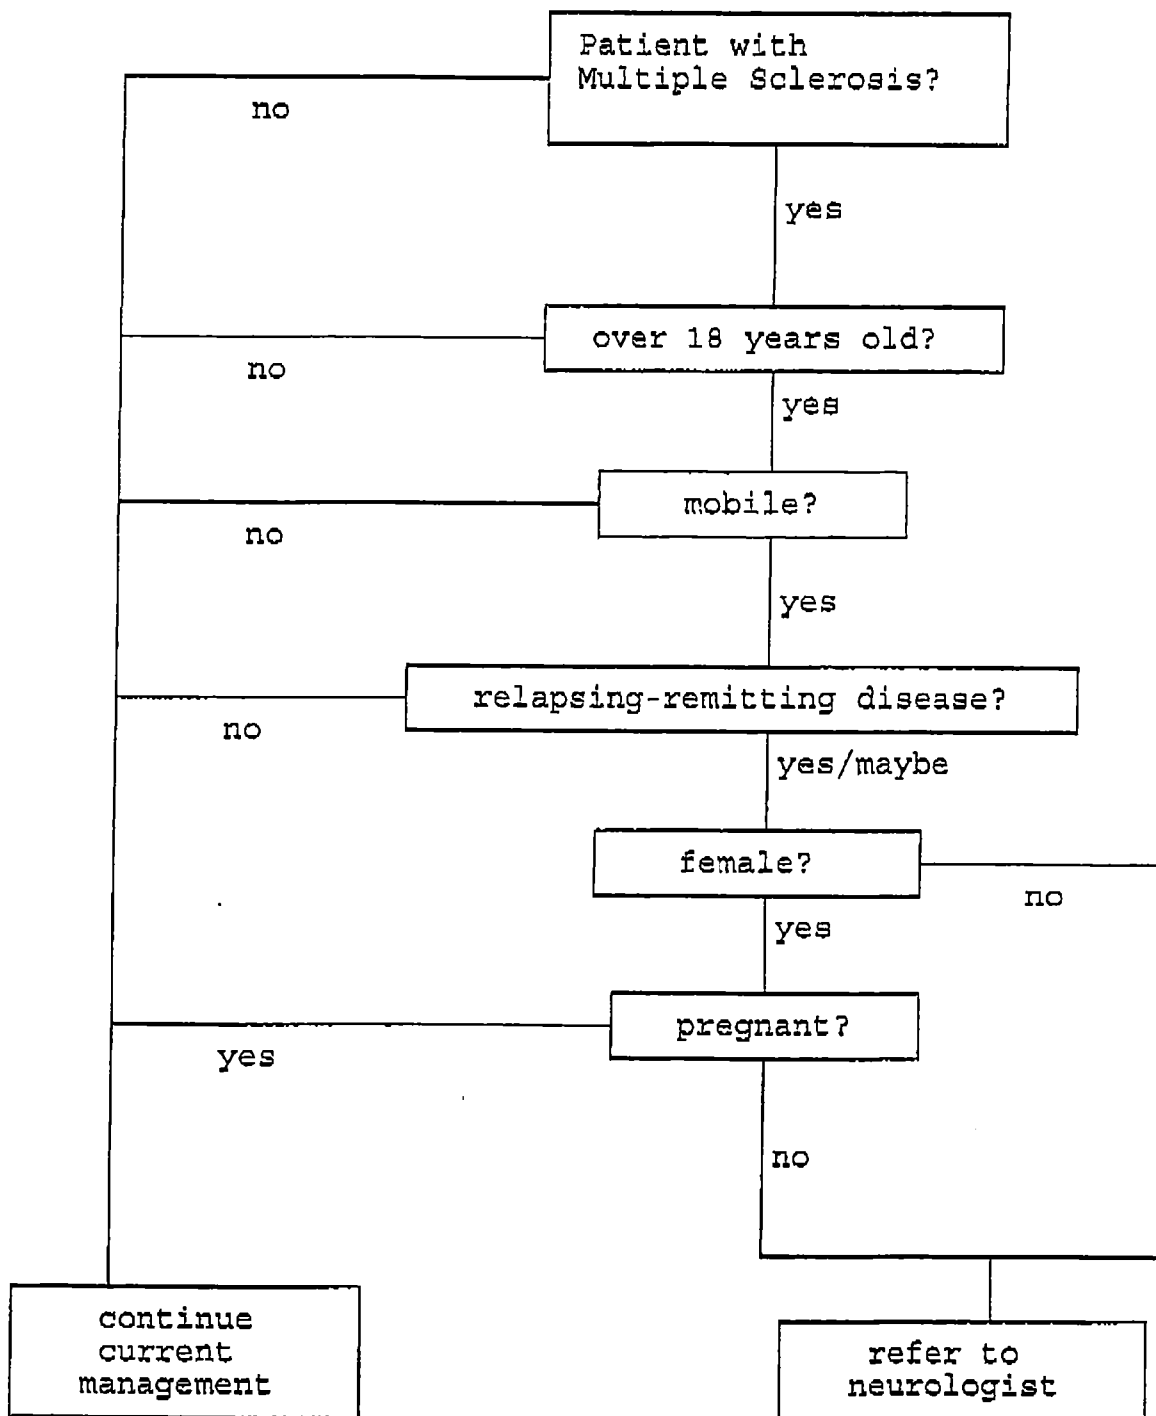 Patient with
Multiple Sclerosis?
no
yes
over 18 years old?
no
yes
mobile?
no
yes
relapsing-remitting disease?
no
yes/maybe
female?
no
yes
pregnant?
yes
no
continue
current
management
refer to
neurologist